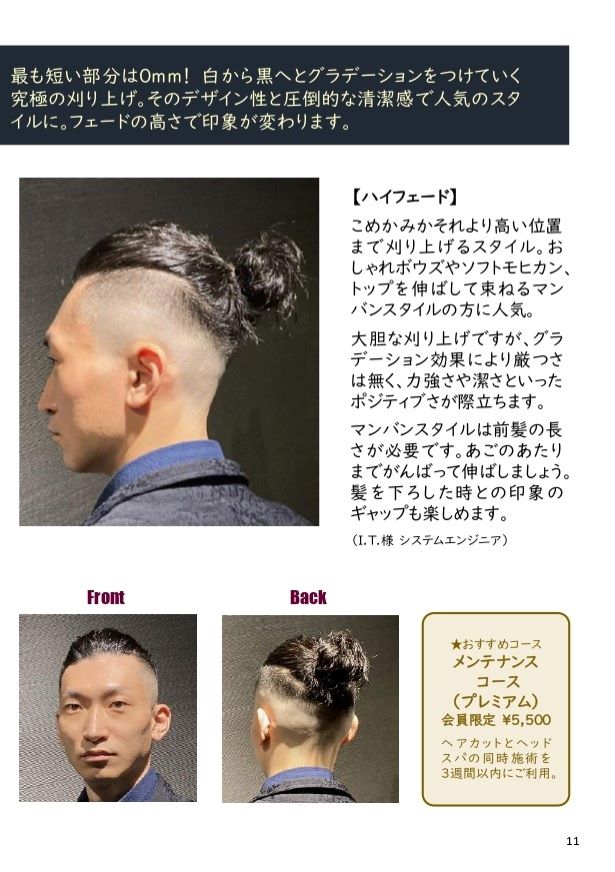 最も短い部分は0mm! 白から黒へとグラデーションをつけていく
究極の刈り上げ。そのデザイン性と圧倒的な清潔感で人気のスタ
イルに。フェードの高さで印象が変わります。
【ハイフェード】
こめかみかそれより高い位置
まで刈り上げるスタイル。お
しゃれボウズやソフトモヒカン、
トップを伸ばして束ねるマン
バンスタイルの方に人気。
大胆な刈り上げですが、グラ
デーション効果により厳つさ
は無く、力強さや潔さといった
ポジティブさが際立ちます。
マンバンスタイルは前髪の長
さが必要です。あごのあたり
までがんばって伸ばしましょう。
髪を下ろした時との印象の
ギャップも楽しめます。
（I.T.様 システムエンジニア）
Front
Back
★おすすめコース
メンテナンス
コース
（プレミアム）
会員限定 ¥5,500
ヘアカットとヘッド
スパの同時施術を
3週間以内にご利用。
11